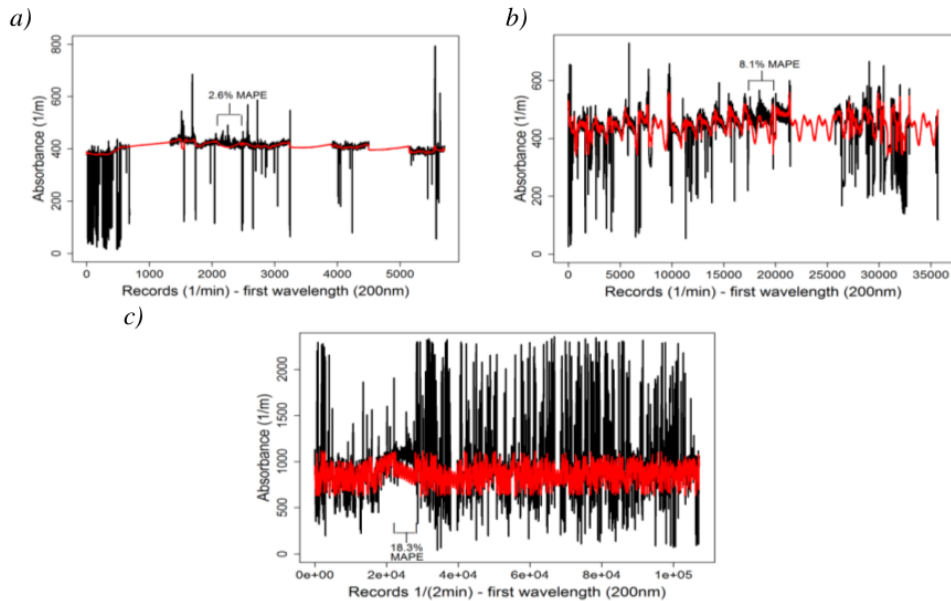 a)
800
600
400
200
0
2.6% MAPE
Absorbance (1/m)
0 1000 2000 3000 4000 5000
Records (1/min) - first wavelength (200nm)
b)
600
400
200
0
8.1% MAPE
Absorbance (1/m)
0 5000 10000 15000 20000 25000 30000 35000
Records (1/min) - first wavelength (200nm)
c)
2000
1500
1000
500
0
Absorbance (1/m)
18.3%
MAPE
0e+00 2e+04 4e+04 6e+04 8e+04 1e+05
Records 1/(2min) - first wavelength (200nm)